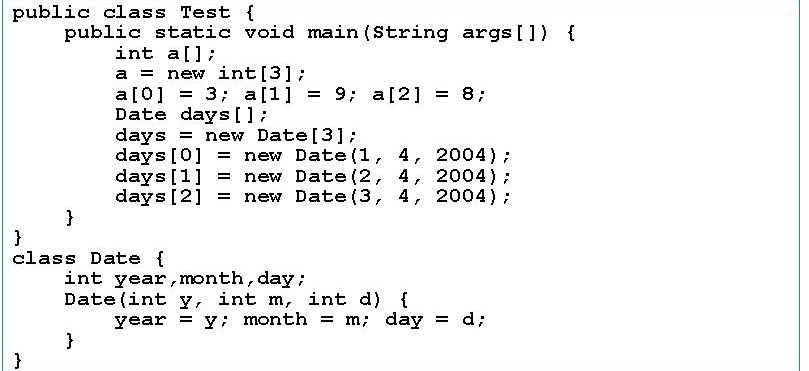 public class Test {
    public static void main(String args[]) {
        int a[];
        a = new int[3];
        a[0] = 3; a[1] = 9; a[2] = 8;
        Date days[];
        days = new Date[3];
        days[0] = new Date(1, 4, 2004);
        days[1] = new Date(2, 4, 2004);
        days[2] = new Date(3, 4, 2004);
    }
}
class Date {
    int year,month,day;
    Date(int y, int m, int d) {
        year = y; month = m; day = d;
    }
}